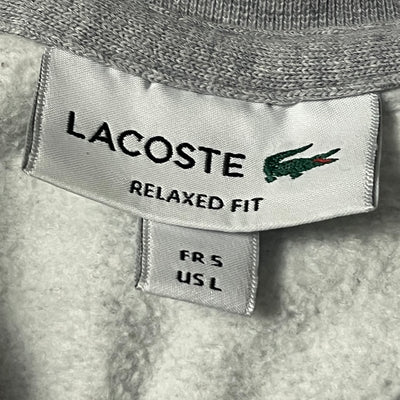 LACOSTE
RELAXED FIT
FR 5
US L